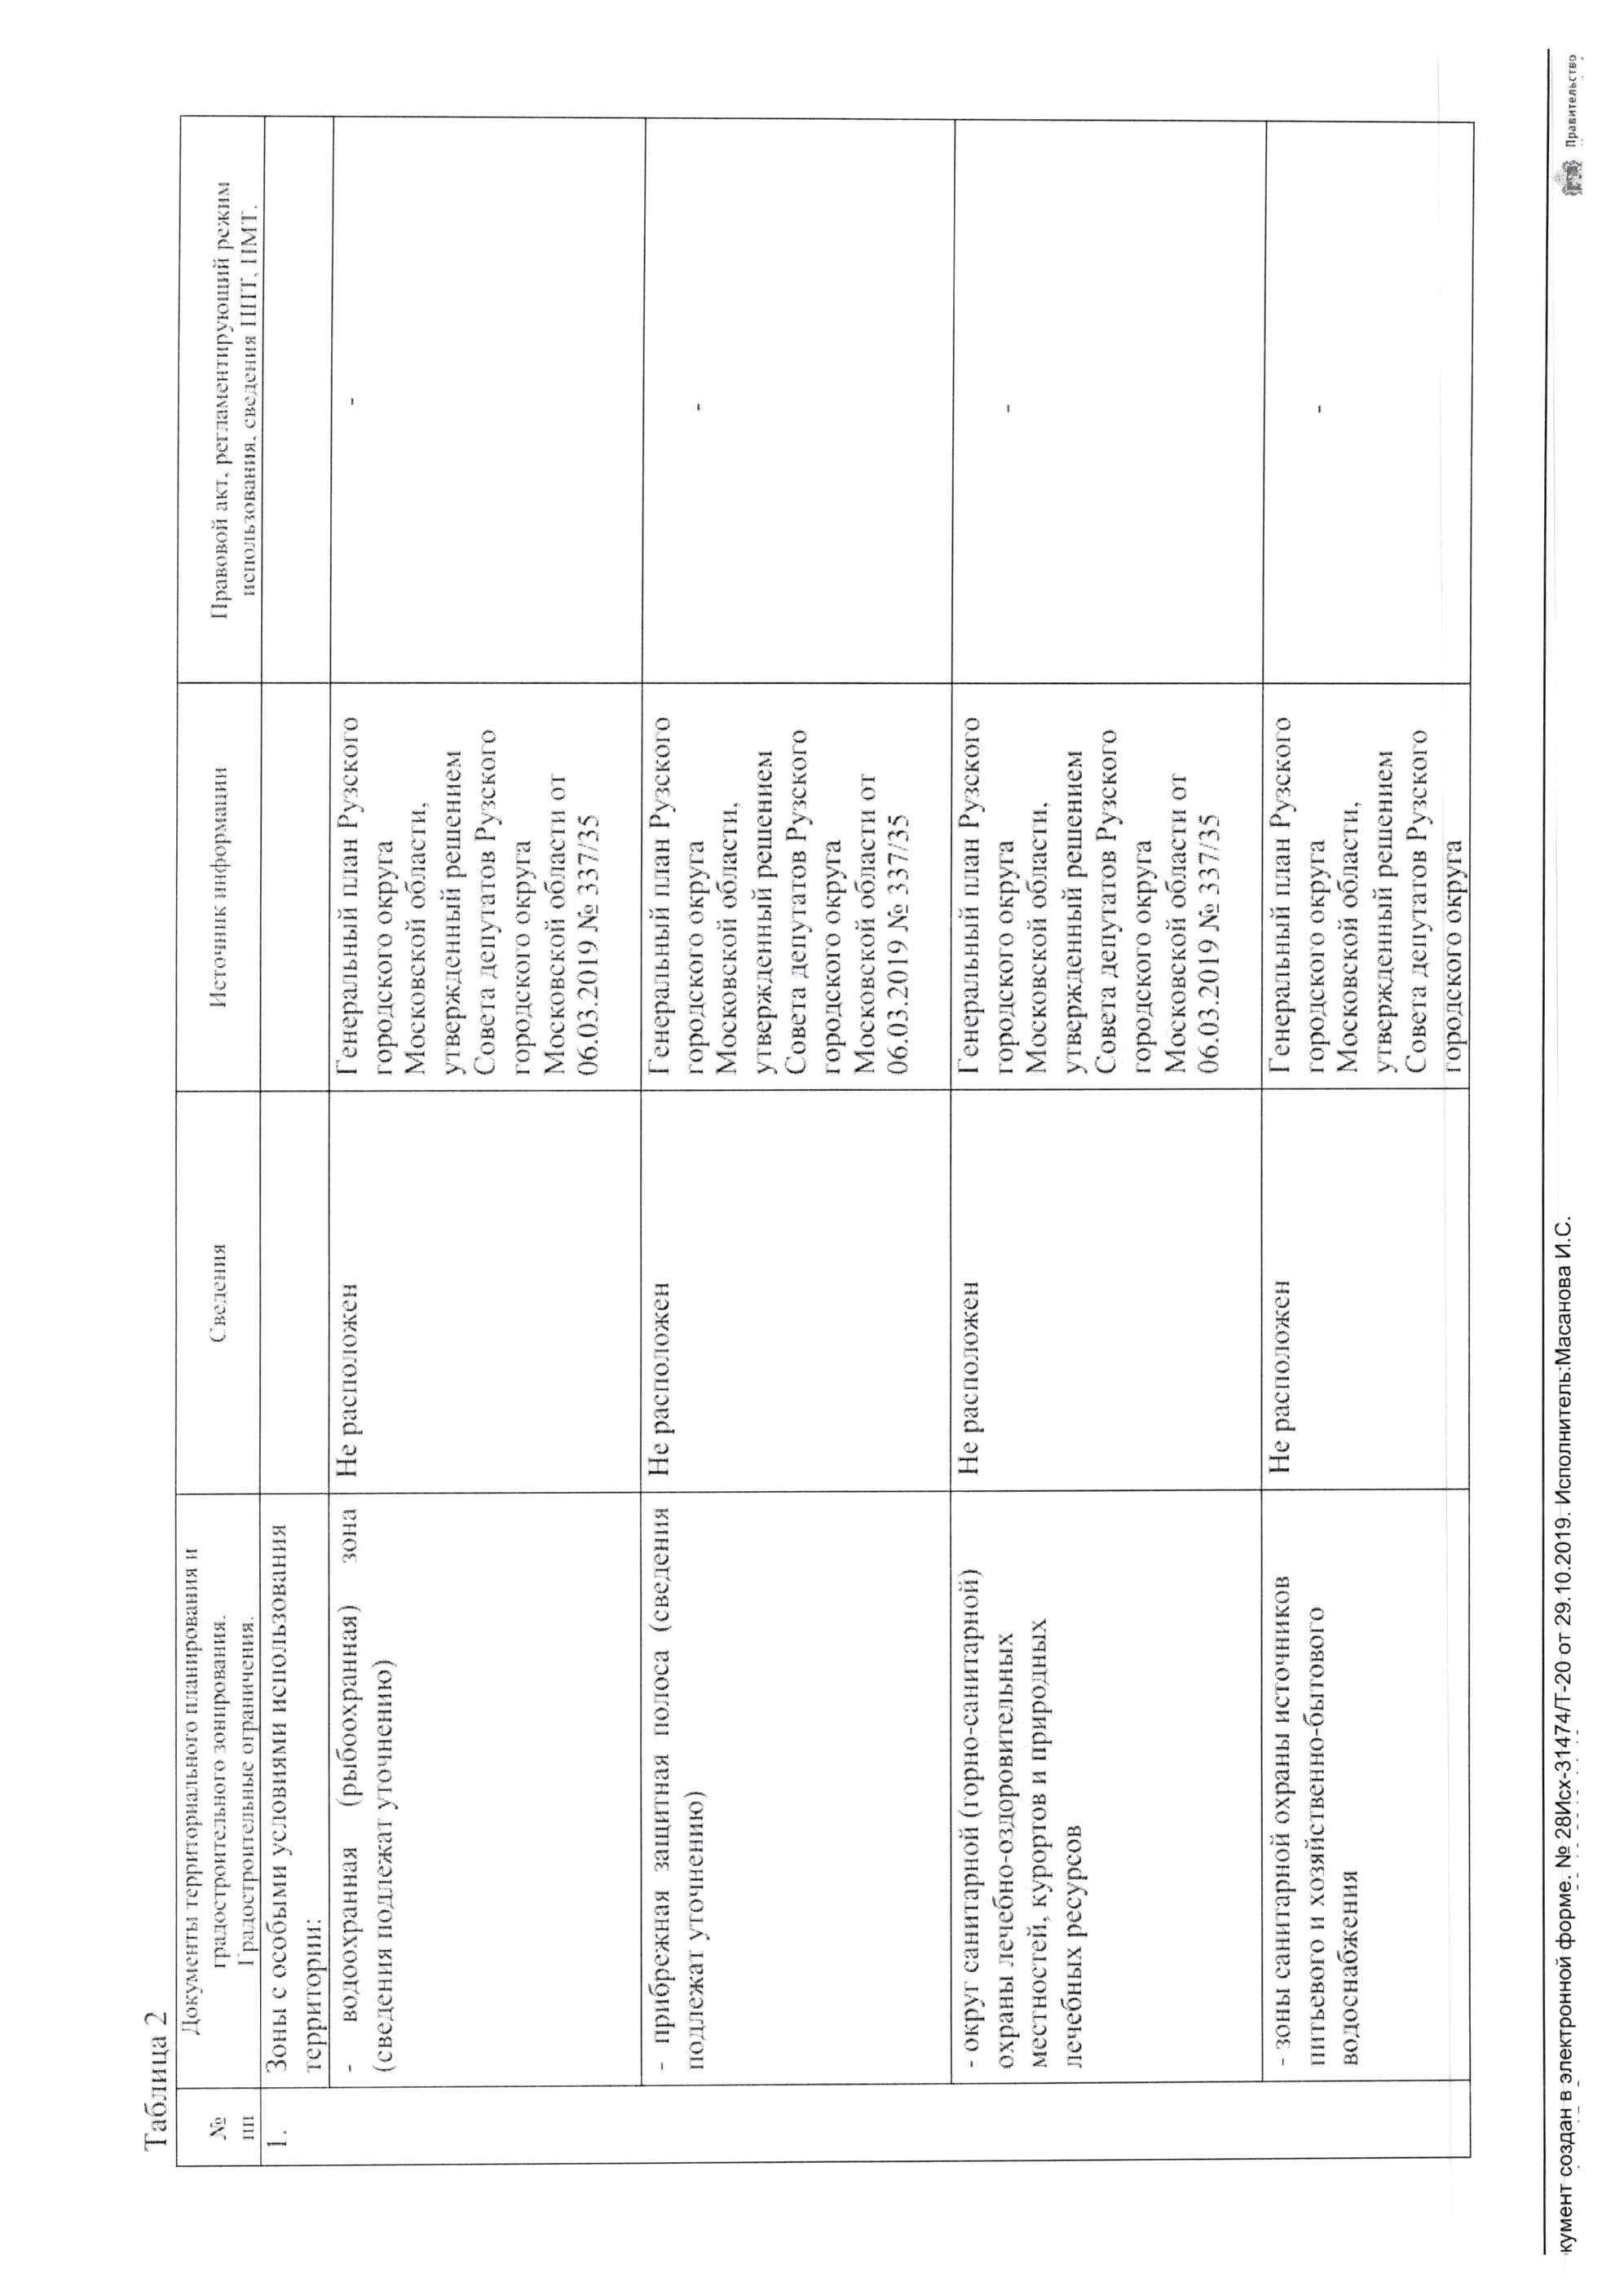 Таблица 2
№
пп
Документы территориального планирования и
градостроительного зонирования.
Градостроительные ограничения.
Сведения
Источник информации
Правовой акт, регламентирующий режим
использования, сведения ППТ, ПМТ.
1.
Зоны с особыми условиями использования
территории:
- водоохранная (рыбоохранная) зона
(сведения подлежат уточнению)
Не расположен
Генеральный план Рузского
городского округа
Московской области,
утвержденный решением
Совета депутатов Рузского
городского округа
Московской области от
06.03.2019 № 337/35
-
- прибрежная защитная полоса (сведения
подлежат уточнению)
Не расположен
Генеральный план Рузского
городского округа
Московской области,
утвержденный решением
Совета депутатов Рузского
городского округа
Московской области от
06.03.2019 № 337/35
-
- округ санитарной (горно-санитарной)
охраны лечебно-оздоровительных
местностей, курортов и природных
лечебных ресурсов
Не расположен
Генеральный план Рузского
городского округа
Московской области,
утвержденный решением
Совета депутатов Рузского
городского округа
Московской области от
06.03.2019 № 337/35
-
- зоны санитарной охраны источников
питьевого и хозяйственно-бытового
водоснабжения
Не расположен
Генеральный план Рузского
городского округа
Московской области,
утвержденный решением
Совета депутатов Рузского
городского округа
-
кумент создан в электронной форме. № 28Исх-31474/Т-20 от 29.10.2019. Исполнитель:Масанова И.С.
Правительство